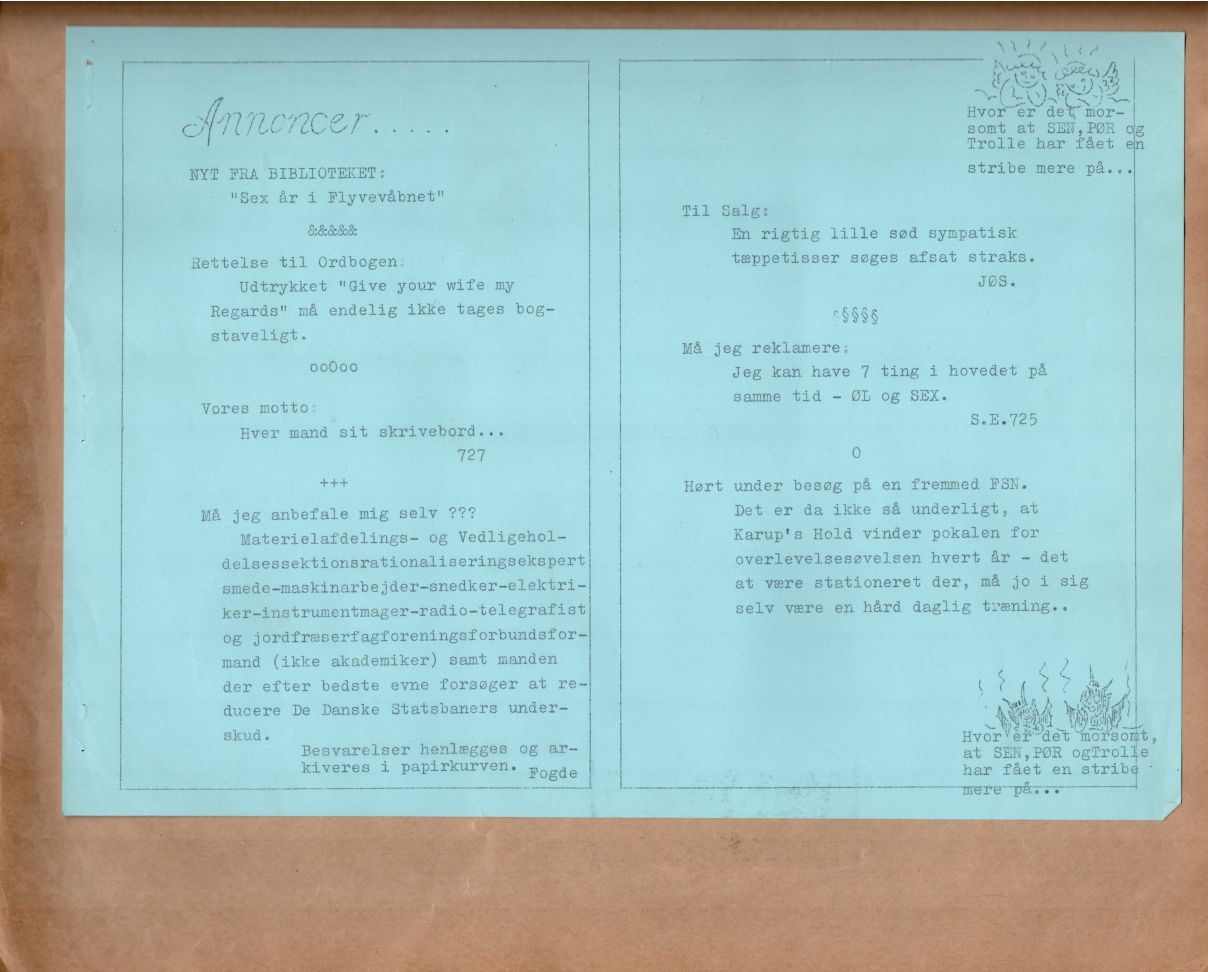 Annoncer.....
NYT FRA BIBLIOTEKET:
"Sex år i Flyvevåbnet"
&&&&&
Rettelse til Ordbogen:
Udtrykket "Give your wife my
Regards" må endelig ikke tages bog-
staveligt.
ooOoo
Vores motto:
Hver mand sit skrivebord...
727
+++
Må jeg anbefale mig selv ???
Materielafdelings- og Vedligehol-
delsessektionsrationaliseringsekspert
smede-maskinarbejder-snedker-elektri-
ker-instrumentmager-radio-telegrafist
og jordfræserfagforeningsforbundsfor-
mand (ikke akademiker) samt manden
der efter bedste evne forsøger at re-
ducere De Danske Statsbaners under-
skud.
Besvarelser henlægges og ar-
kiveres i papirkurven. Fogde
Hvor er det mor-
somt at SEN,PØR og
Trolle har fået en
stribe mere på...
Til Salg:
En rigtig lille sød sympatisk
tæppetisser søges afsat straks.
JØS.
§§§§
Må jeg reklamere:
Jeg kan have 7 ting i hovedet på
samme tid - ØL og SEX.
S.E.725
O
Hørt under besøg på en fremmed FSN.
Det er da ikke så underligt, at
Karup's Hold vinder pokalen for
overlevelsesøvelsen hvert år - det
at være stationeret der, må jo i sig
selv være en hård daglig træning..
Hvor er det morsomt,
at SEN,PØR ogTrolle
har fået en stribe
mere på...